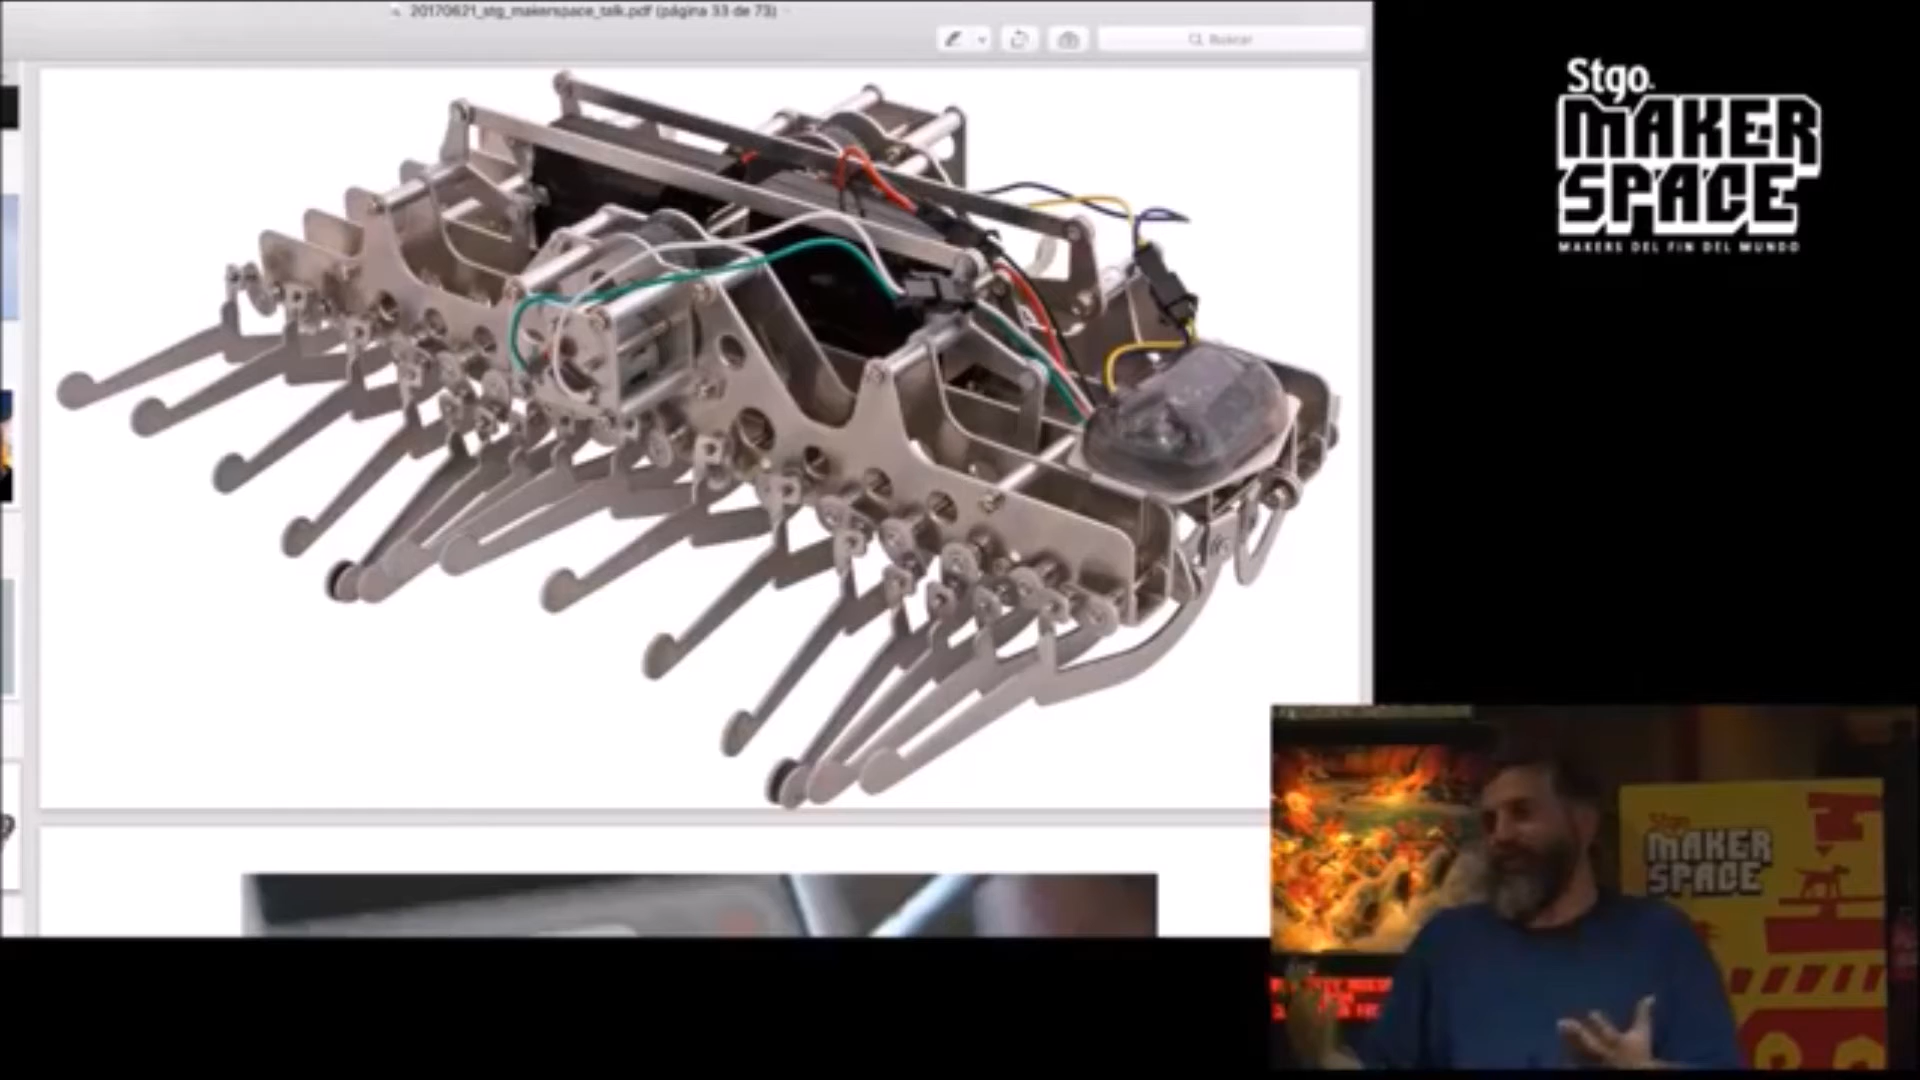 20170621_stg_makerspace_talk.pdf (página 33 de 73)
Buscar
Stgo.
MAKER
SPACE
MAKERS DEL FIN DEL MUNDO
Stgo
MAKER
SPACE